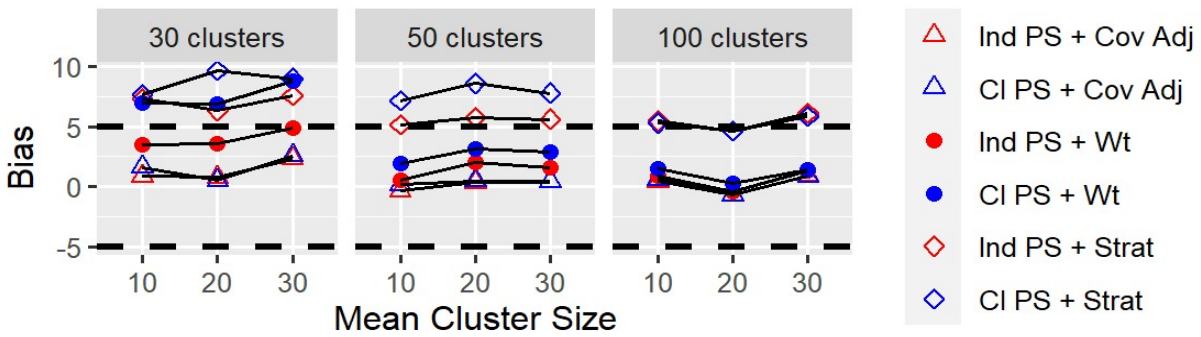 30 clusters
50 clusters
100 clusters
Bias
10
5
0
-5
10 20 30
10 20 30
10 20 30
Mean Cluster Size
Ind PS + Cov Adj
Cl PS + Cov Adj
Ind PS + Wt
Cl PS + Wt
Ind PS + Strat
Cl PS + Strat